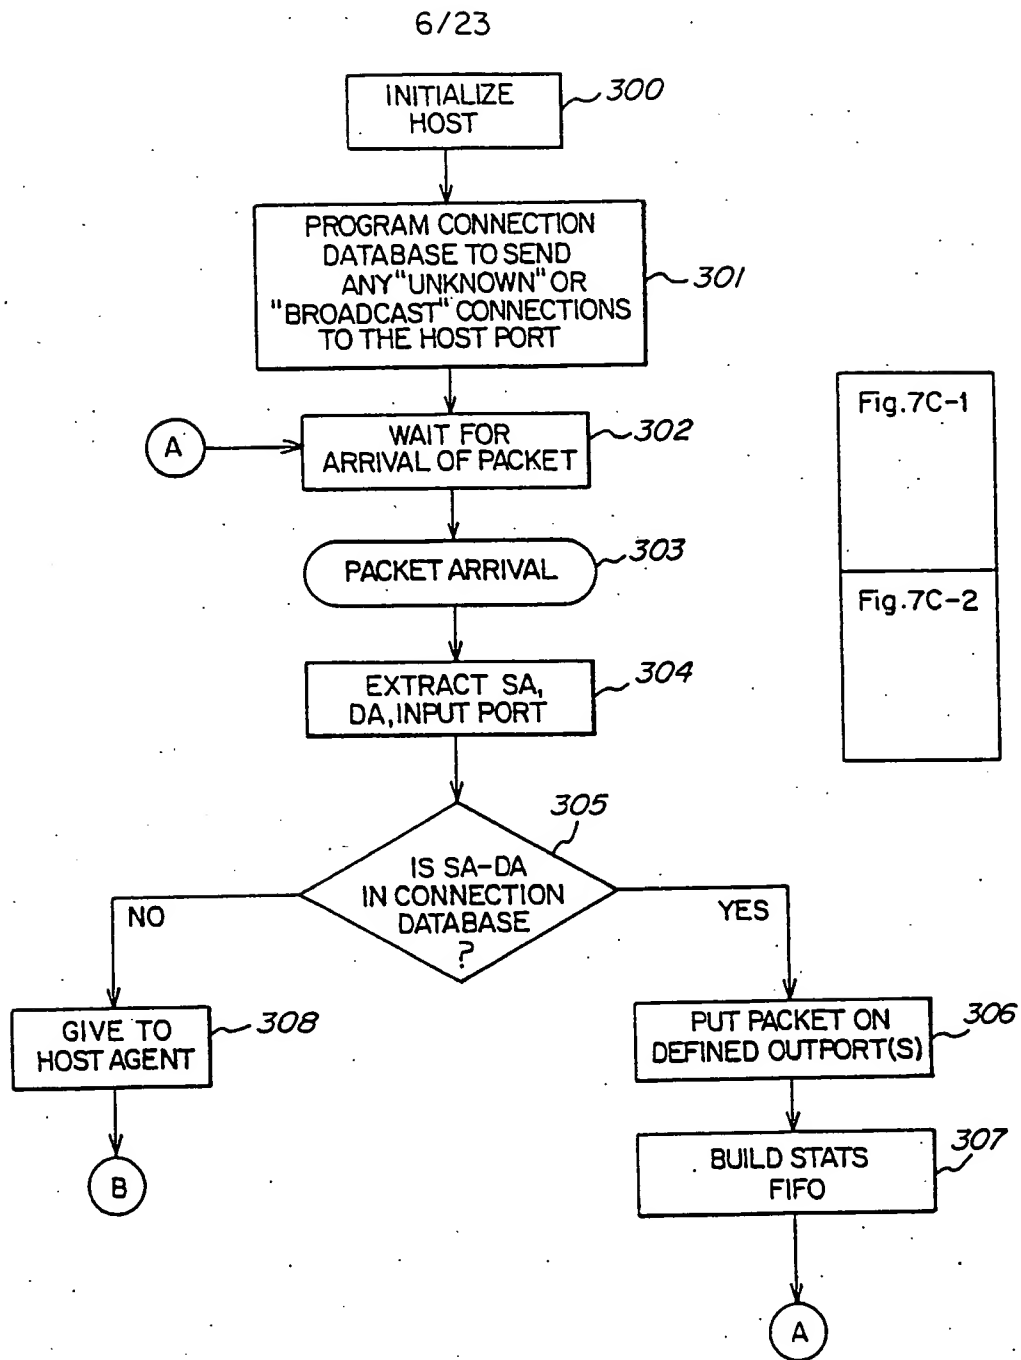 6/23
INITIALIZE
HOST
300
PROGRAM CONNECTION
DATABASE TO SEND
ANY "UNKNOWN" OR
"BROADCAST" CONNECTIONS
TO THE HOST PORT
301
A
WAIT FOR
ARRIVAL OF PACKET
302
Fig.7C-1
PACKET ARRIVAL
303
Fig.7C-2
EXTRACT SA,
DA, INPUT PORT
304
305
IS SA-DA
IN CONNECTION
DATABASE
?
NO
YES
GIVE TO
HOST AGENT
308
PUT PACKET ON
DEFINED OUTPORT(S)
306
BUILD STATS
FIFO
307
B
A